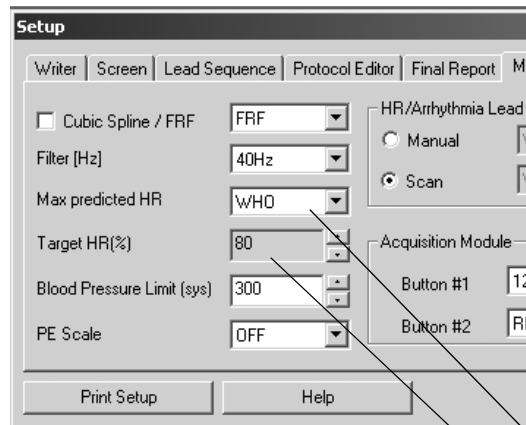 Setup
Writer Screen Lead Sequence Protocol Editor Final Report M
Cubic Spline / FRF FRF
Filter [Hz] 40Hz
Max predicted HR WHO
Target HR(%) 80
Blood Pressure Limit (sys) 300
PE Scale OFF
HR/Arrhythmia Lead
Manual
Scan
Acquisition Module
Button #1 12
Button #2
Print Setup Help